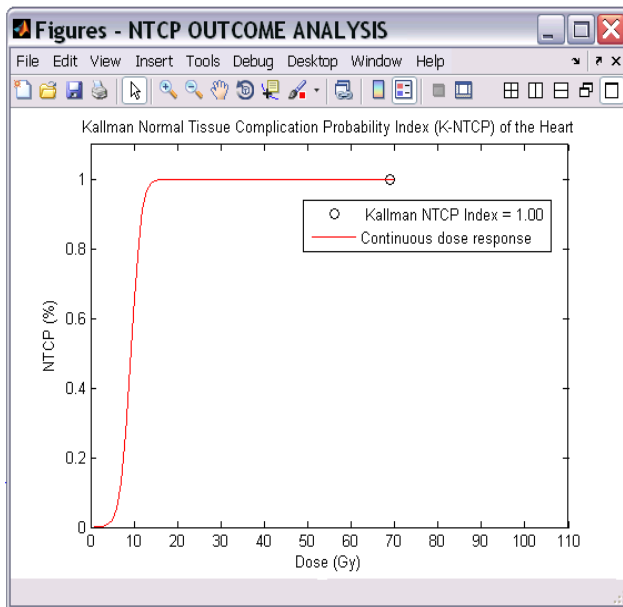 Figures - NTCP OUTCOME ANALYSIS
File Edit View Insert Tools Debug Desktop Window Help
Kallman Normal Tissue Complication Probability Index (K-NTCP) of the Heart
1
0.8
0.6
0.4
0.2
0
NTCP (%)
Kallman NTCP Index = 1.00
Continuous dose response
0 10 20 30 40 50 60 70 80 90 100 110
Dose (Gy)